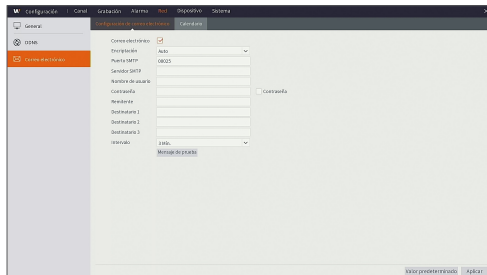 W Configuración | Canal Grabación Alarma Red Dispositivo Sistema
General
DDNS
Correo electrónico
Configuración de correo electrónico Calendario
Correo electrónico
Encriptación Auto
Puerto SMTP 00025
Servidor SMTP
Nombre de usuario
Contraseña Contraseña
Remitente
Destinatario 1
Destinatario 2
Destinatario 3
Intervalo 3 Min.
Mensaje de prueba
Valor predeterminado Aplicar